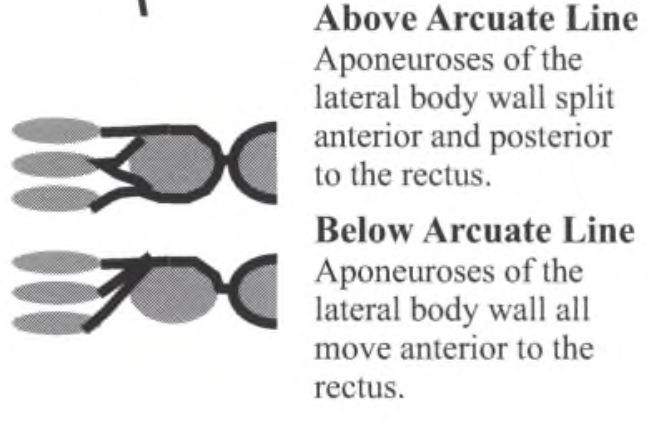 Above Arcuate Line
Aponeuroses of the
lateral body wall split
anterior and posterior
to the rectus.
Below Arcuate Line
Aponeuroses of the
lateral body wall all
move anterior to the
rectus.